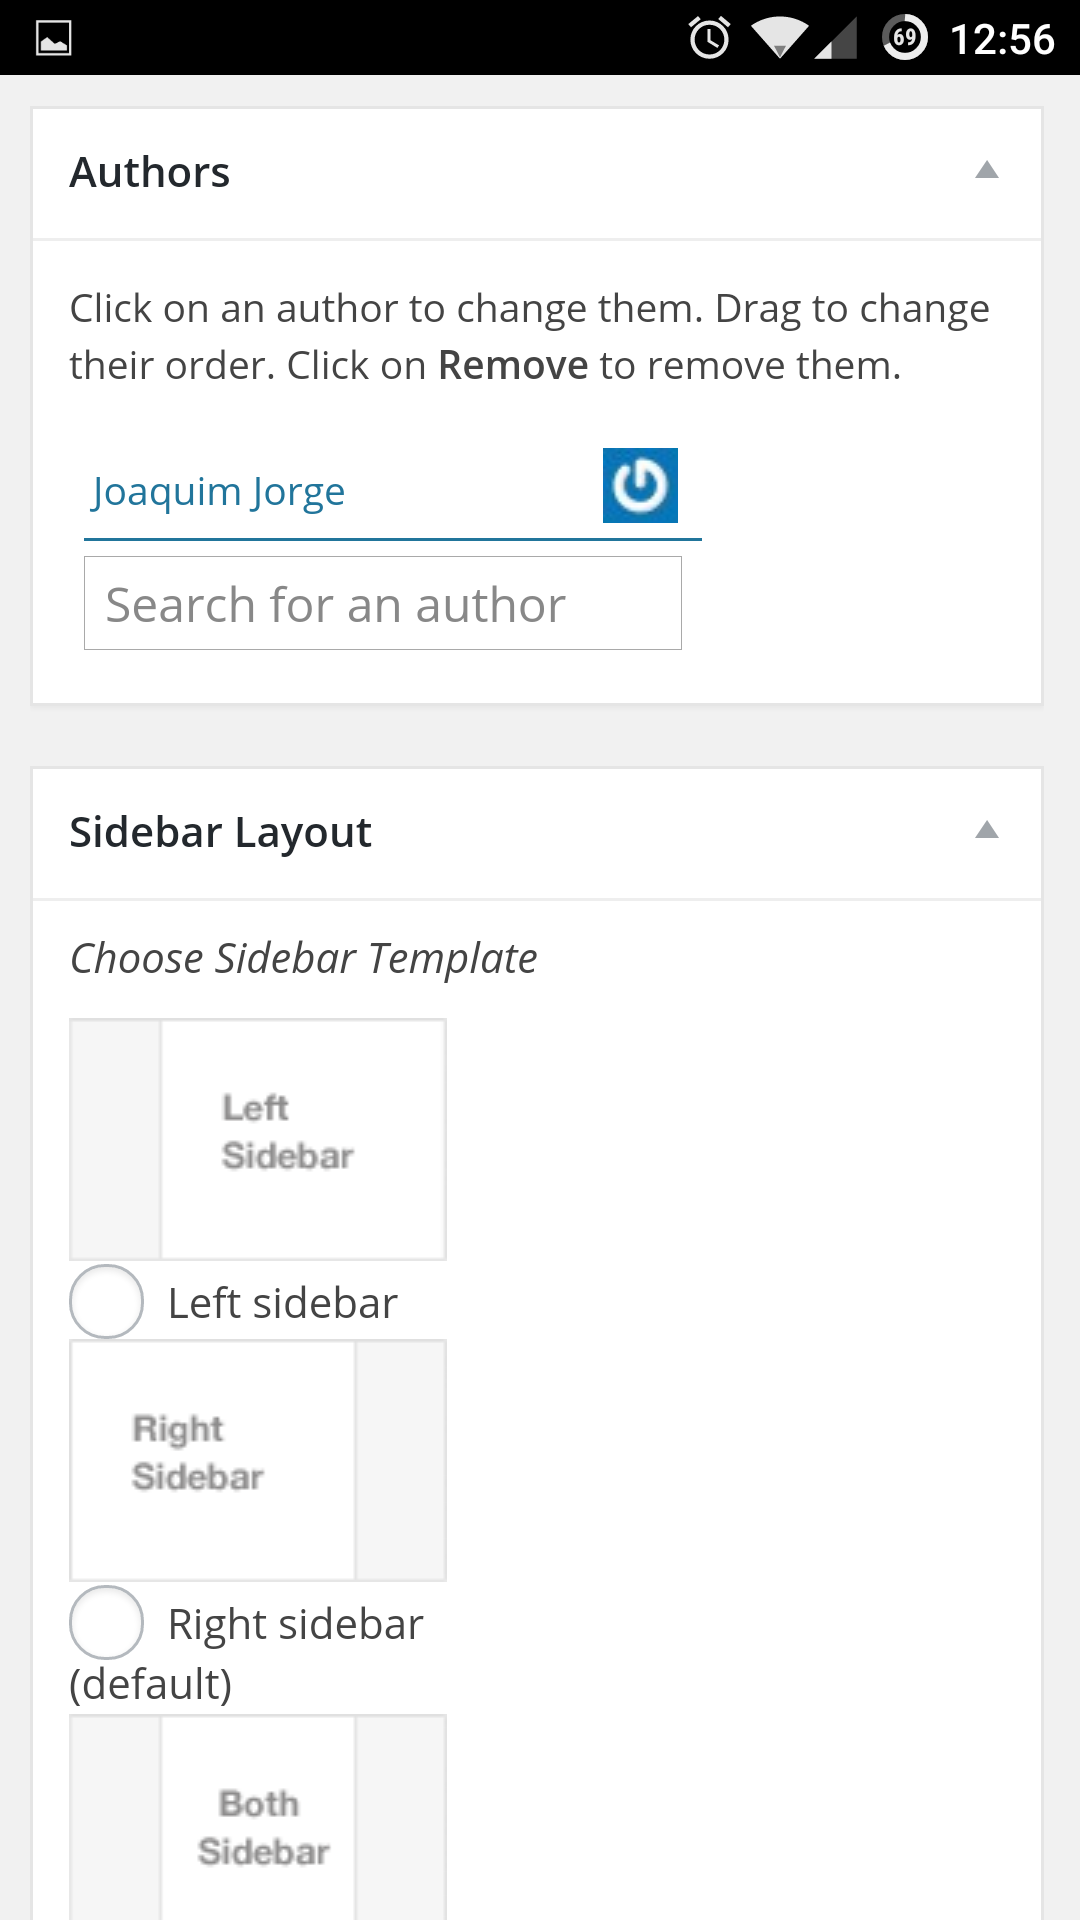 69 12:56
Authors
Click on an author to change them. Drag to change
their order. Click on Remove to remove them.
Joaquim Jorge
Search for an author
Sidebar Layout
Choose Sidebar Template
Left
Sidebar
Left sidebar
Right
Sidebar
Right sidebar
(default)
Both
Sidebar